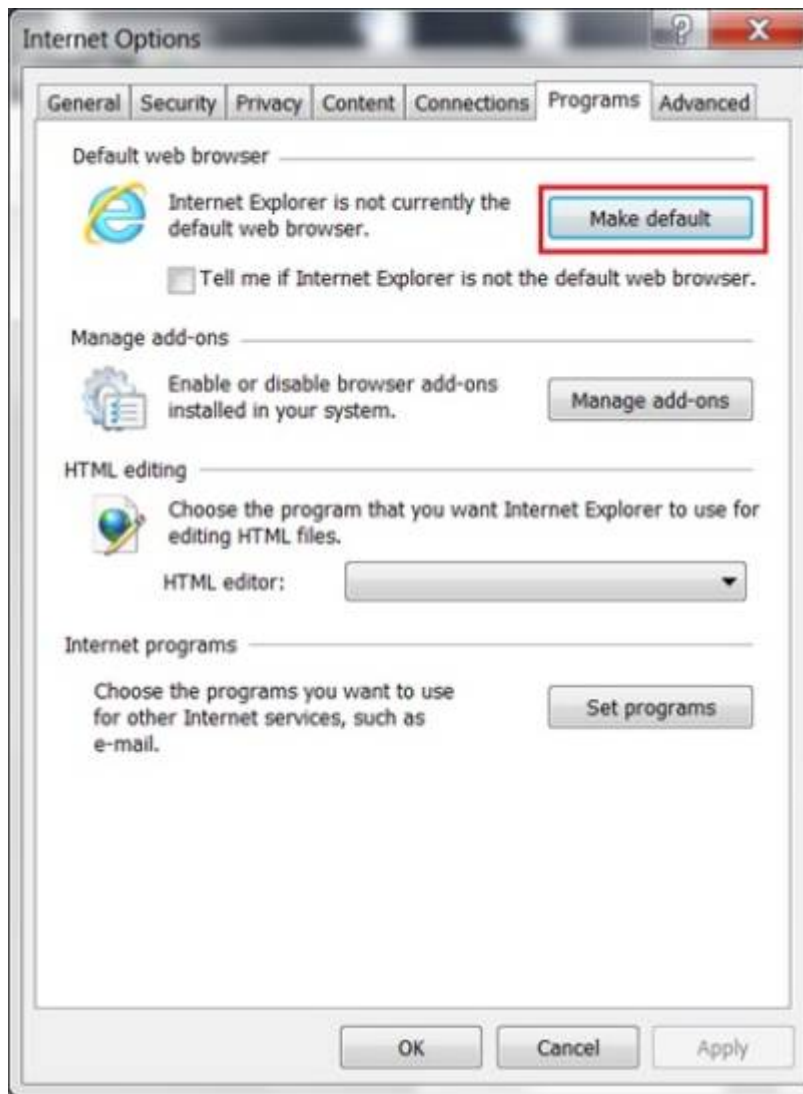 Internet Options
General Security Privacy Content Connections Programs Advanced
Default web browser
Internet Explorer is not currently the
default web browser.
Make default
Tell me if Internet Explorer is not the default web browser.
Manage add-ons
Enable or disable browser add-ons
installed in your system.
Manage add-ons
HTML editing
Choose the program that you want Internet Explorer to use for
editing HTML files.
HTML editor:
Internet programs
Choose the programs you want to use
for other Internet services, such as
e-mail.
Set programs
OK Cancel Apply